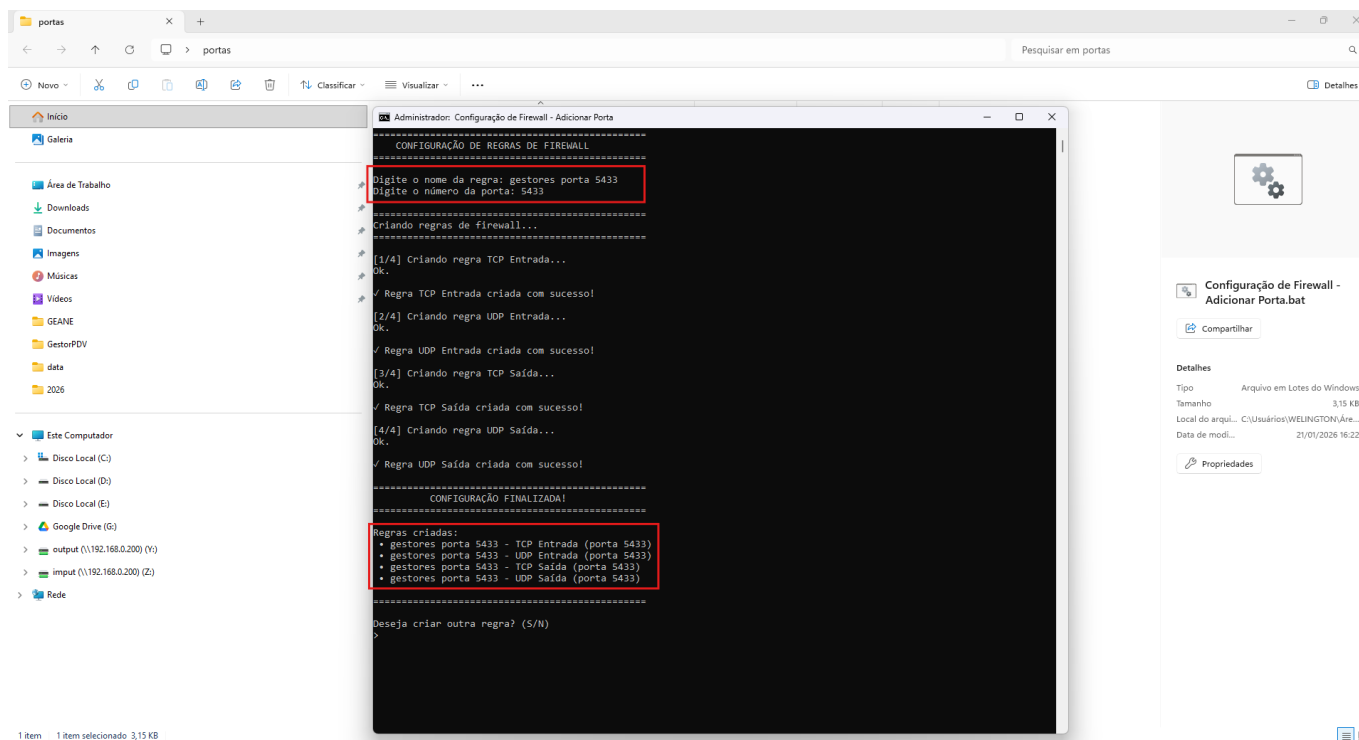 portas
portas
Pesquisar em portas
Novo
Classificar
Visualizar
Detalhes
Início
Galeria
Área de Trabalho
Downloads
Documentos
Imagens
Músicas
Vídeos
GEANE
GestorPDV
data
2026
Este Computador
Disco Local (C:)
Disco Local (D:)
Disco Local (E:)
Google Drive (G:)
output (\\192.168.0.200) (Y:)
imput (\\192.168.0.200) (Z:)
Rede
Administrador: Configuração de Firewall - Adicionar Porta
================================================
CONFIGURAÇÃO DE REGRAS DE FIREWALL
================================================
Digite o nome da regra: gestores porta 5433
Digite o número da porta: 5433
================================================
Criando regras de firewall...
================================================
[1/4] Criando regra TCP Entrada...
Ok.
√ Regra TCP Entrada criada com sucesso!
[2/4] Criando regra UDP Entrada...
Ok.
√ Regra UDP Entrada criada com sucesso!
[3/4] Criando regra TCP Saída...
Ok.
√ Regra TCP Saída criada com sucesso!
[4/4] Criando regra UDP Saída...
Ok.
√ Regra UDP Saída criada com sucesso!
================================================
CONFIGURAÇÃO FINALIZADA!
================================================
Regras criadas:
• gestores porta 5433 - TCP Entrada (porta 5433)
• gestores porta 5433 - UDP Entrada (porta 5433)
• gestores porta 5433 - TCP Saída (porta 5433)
• gestores porta 5433 - UDP Saída (porta 5433)
================================================
Deseja criar outra regra? (S/N)
>
Configuração de Firewall -
Adicionar Porta.bat
Compartilhar
Detalhes
Tipo Arquivo em Lotes do Windows
Tamanho 3,15 KB
Local do arqui... C:\Usuários\WELINGTON\Áre...
Data de modi... 21/01/2026 16:22
Propriedades
1 item 1 item selecionado 3,15 KB